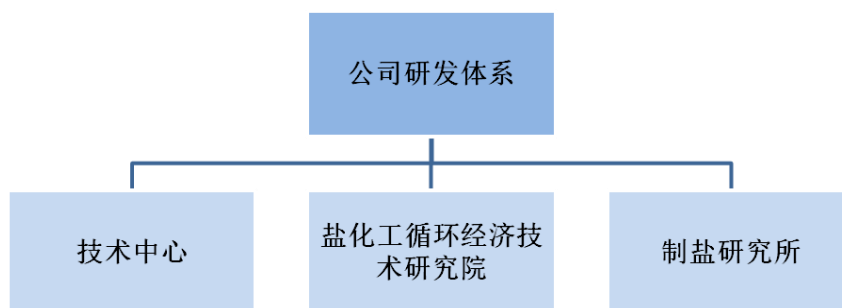 公司研发体系
技术中心
盐化工循环经济技
术研究院
制盐研究所